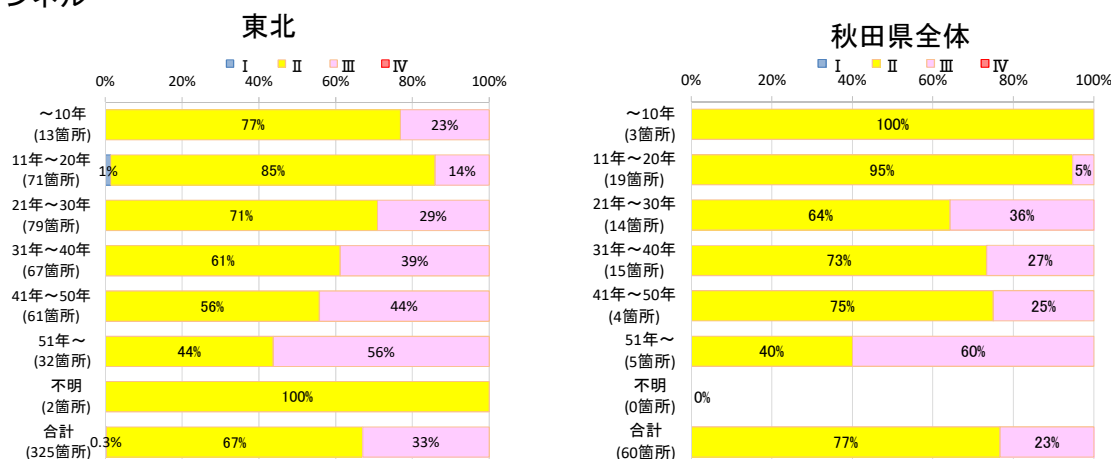 東北
Ⅰ Ⅱ Ⅲ Ⅳ
0% 20% 40% 60% 80% 100%
～10年
(13箇所)
77% 23%
11年～20年
(71箇所)
1% 85% 14%
21年～30年
(79箇所)
71% 29%
31年～40年
(67箇所)
61% 39%
41年～50年
(61箇所)
56% 44%
51年～
(32箇所)
44% 56%
不明
(2箇所)
100%
合計
(325箇所)
0.3% 67% 33%
秋田県全体
Ⅰ Ⅱ Ⅲ Ⅳ
0% 20% 40% 60% 80% 100%
～10年
(3箇所)
100%
11年～20年
(19箇所)
95% 5%
21年～30年
(14箇所)
64% 36%
31年～40年
(15箇所)
73% 27%
41年～50年
(4箇所)
75% 25%
51年～
(5箇所)
40% 60%
不明
(0箇所)
0%
合計
(60箇所)
77% 23%